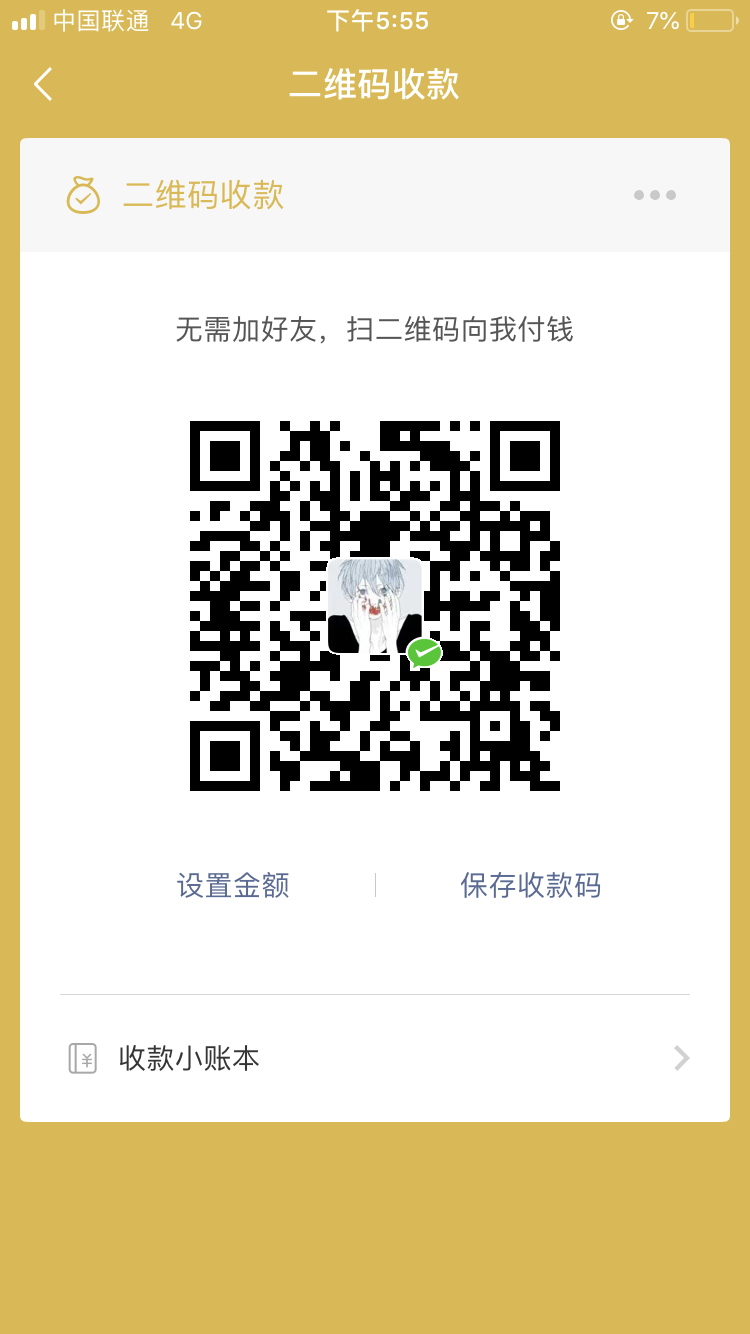 中国联通 4G 下午5:55 7%
二维码收款
二维码收款
无需加好友，扫二维码向我付钱
设置金额 保存收款码
¥ 收款小账本